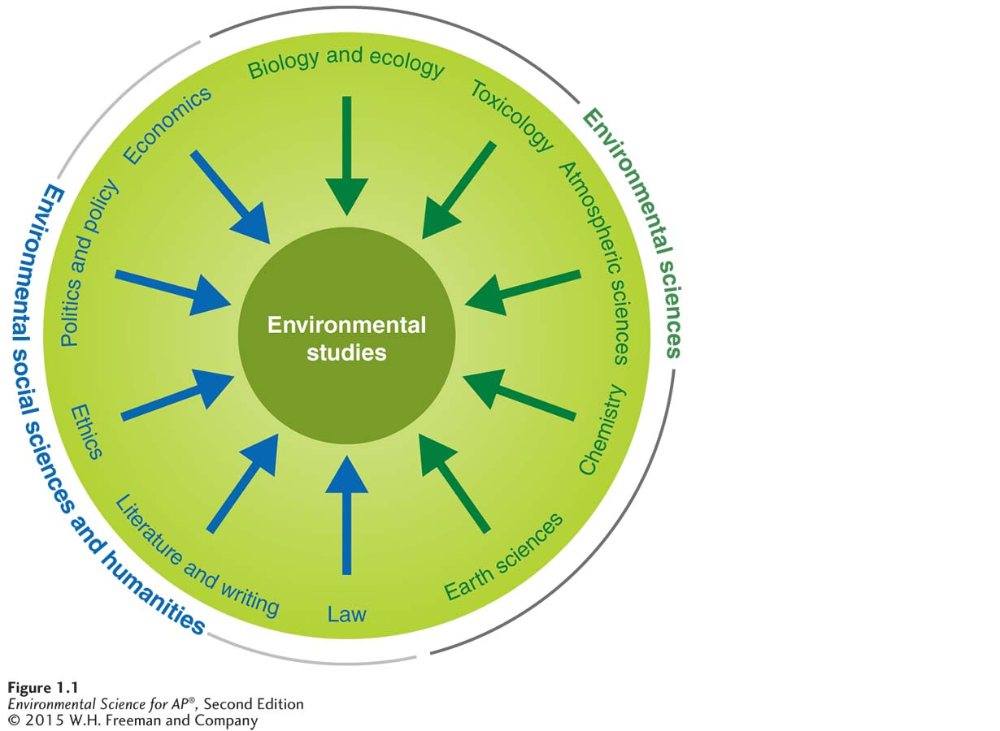 Biology and ecology
Toxicology
Atmospheric sciences
Chemistry
Earth sciences
Law
Literature and writing
Ethics
Politics and policy
Economics
Environmental sciences
Environmental social sciences and humanities
Environmental
studies
Figure 1.1
Environmental Science for AP®, Second Edition
© 2015 W.H. Freeman and Company